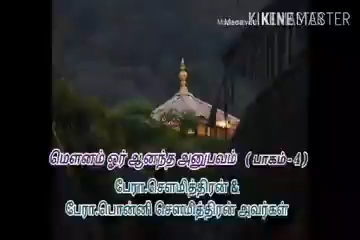 KINEMASTER
மௌனம் ஓர் ஆனந்த அனுபவம் ( பாகம் - 4 )
பேரா.சௌமித்திரன் &
பேரா.பொன்னி சௌமித்திரன் அவர்கள்